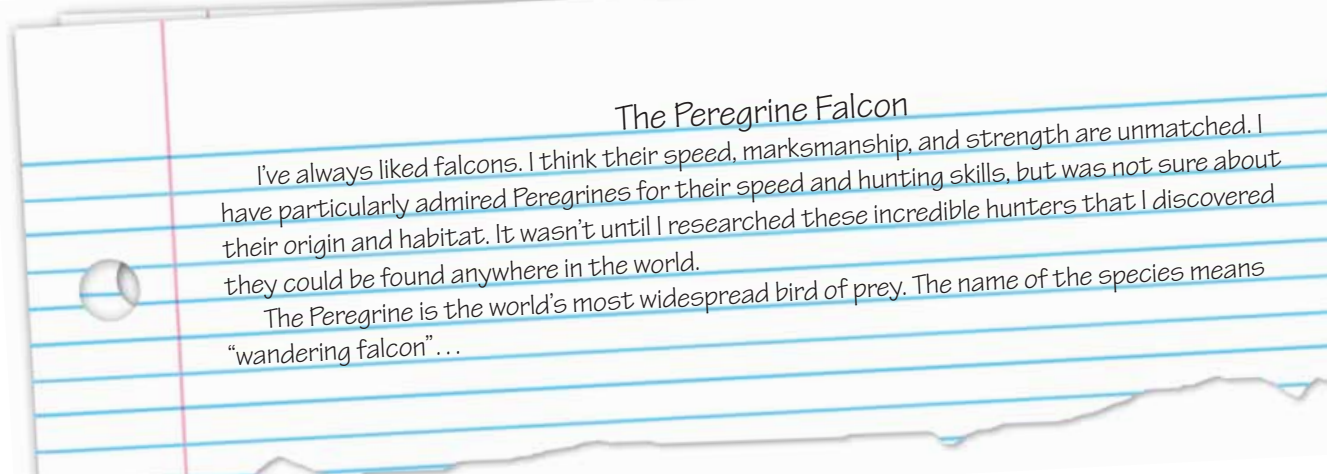 The Peregrine Falcon
I've always liked falcons. I think their speed, marksmanship, and strength are unmatched. I
have particularly admired Peregrines for their speed and hunting skills, but was not sure about
their origin and habitat. It wasn't until I researched these incredible hunters that I discovered
they could be found anywhere in the world.
The Peregrine is the world's most widespread bird of prey. The name of the species means
“wandering falcon”...